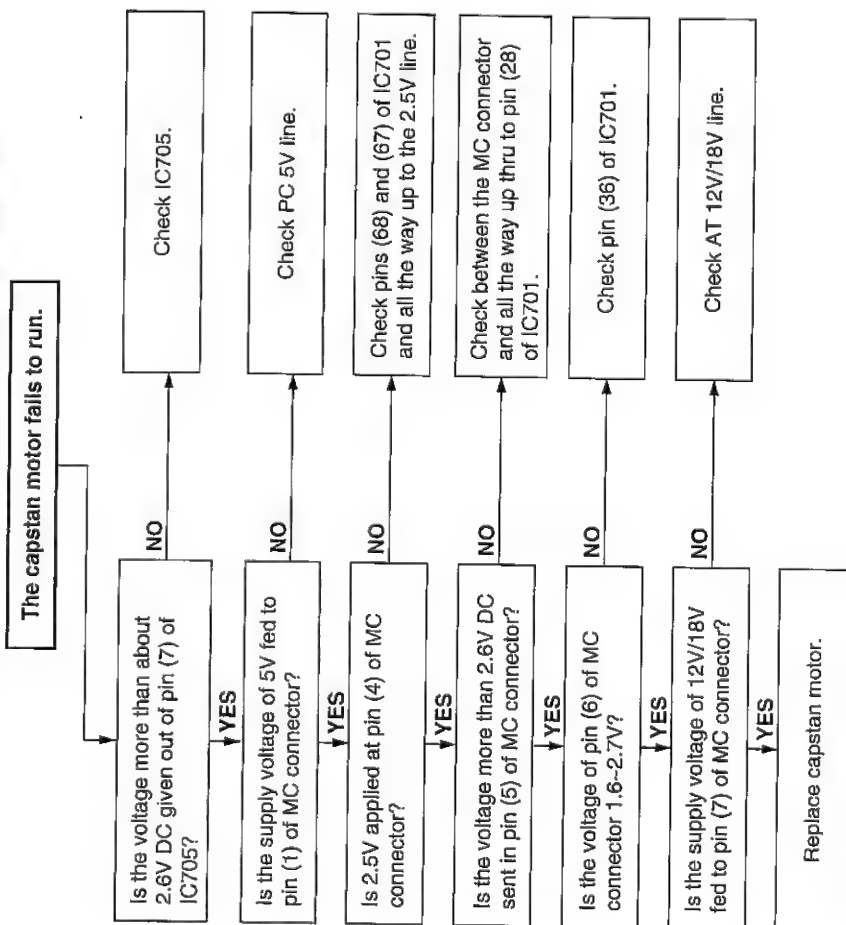 The capstan motor fails to run.
Is the voltage more than about
2.6V DC given out of pin (7) of
IC705?
NO
Check IC705.
YES
Is the supply voltage of 5V fed to
pin (1) of MC connector?
NO
Check PC 5V line.
YES
Is 2.5V applied at pin (4) of MC
connector?
NO
Check pins (68) and (67) of IC701
and all the way up to the 2.5V line.
YES
Is the voltage more than 2.6V DC
sent in pin (5) of MC connector?
NO
Check between the MC connector
and all the way up thru to pin (28)
of IC701.
YES
Is the voltage of pin (6) of MC
connector 1.6~2.7V?
NO
Check pin (36) of IC701.
YES
Is the supply voltage of 12V/18V
fed to pin (7) of MC connector?
NO
Check AT 12V/18V line.
YES
Replace capstan motor.